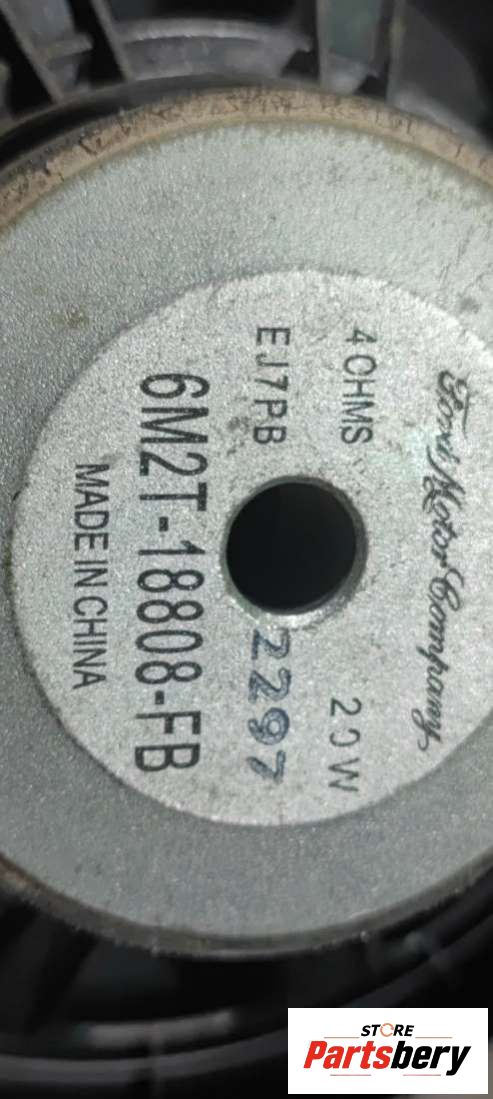 Ford Motor Company
4 OHMS 20W
EJ7PB 2297
6M2T-18808-FB
MADE IN CHINA
STORE
Partsbery